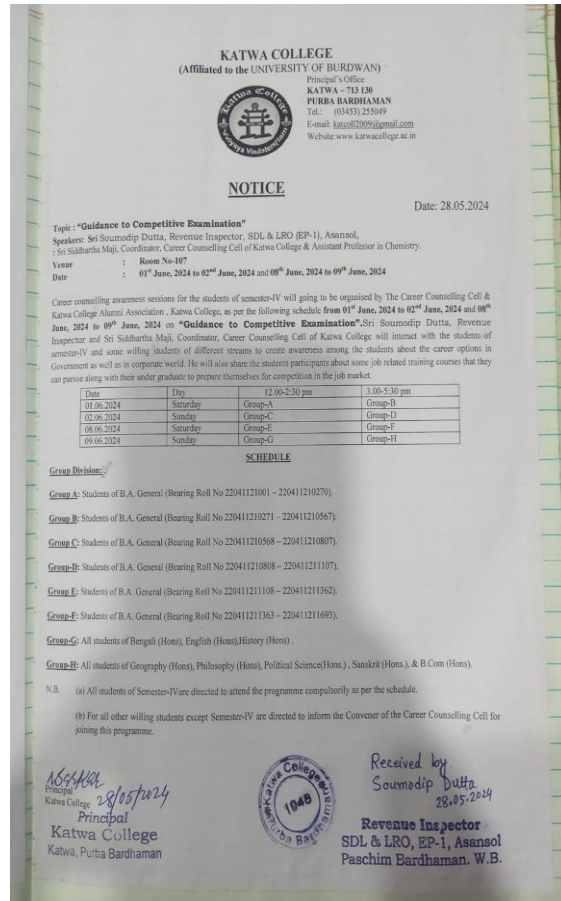 KATWA COLLEGE
(Affiliated to the UNIVERSITY OF BURDWAN)
Principal's Office
KATWA – 713 130
PURBA BARDHAMAN
Tel.: (03453) 255049
E-mail: katcoll2009@gmail.com
Website:www.katwacollege.ac.in
Katwa College
NOTICE
Date: 28.05.2024
Topic : "Guidance to Competitive Examination"
Speakers: Sri Soumodip Dutta, Revenue Inspector, SDL & LRO (EP-1), Asansol,
: Sri Siddhartha Maji, Coordinator, Career Counselling Cell of Katwa College & Assistant Professor in Chemistry.
Venue : Room No-107
Date : 01st June, 2024 to 02nd June, 2024 and 08th June, 2024 to 09th June, 2024
Career counselling awareness sessions for the students of semester-IV will going to be organised by The Career Counselling Cell &
Katwa College Alumni Association , Katwa College, as per the following schedule from 01st June, 2024 to 02nd June, 2024 and 08th
June, 2024 to 09th June, 2024 on "Guidance to Competitive Examination".Sri Soumodip Dutta, Revenue
Inspector and Sri Siddhartha Maji, Coordinator, Career Counselling Cell of Katwa College will interact with the students of
semester-IV and some willing students of different streams to create awareness among the students about the career options in
Government as well as in corporate world. He will also share the students participants about some job related training courses that they
can pursue along with their under graduate to prepare themselves for competition in the job market.
Date Day 12.00-2:30 pm 3.00-5:30 pm
01.06.2024 Saturday Group-A Group-B
02.06.2024 Sunday Group-C Group-D
08.06.2024 Saturday Group-E Group-F
09.06.2024 Sunday Group-G Group-H
SCHEDULE
Group Division:
Group A: Students of B.A. General (Bearing Roll No 220411210001 – 220411210270).
Group B: Students of B.A. General (Bearing Roll No 220411210271 – 220411210567).
Group C: Students of B.A. General (Bearing Roll No 220411210568 – 220411210807).
Group-D: Students of B.A. General (Bearing Roll No 220411210808 – 220411211107).
Group E: Students of B.A. General (Bearing Roll No 220411211108 – 220411211362).
Group-F: Students of B.A. General (Bearing Roll No 220411211363 – 220411211693).
Group-G: All students of Bengali (Hons), English (Hons),History (Hons) .
Group-H: All students of Geography (Hons), Philosophy (Hons), Political Science(Hons.) , Sanskrit (Hons.), & B.Com (Hons).
N.B. (a) All students of Semester-IVare directed to attend the programme compulsorily as per the schedule.
(b) For all other willing students except Semester-IV are directed to inform the Convener of the Career Counselling Cell for
joining this programme.
Principal
Katwa College 28/05/2024
Principal
Katwa College
Katwa, Purba Bardhaman
Katwa College
1948
Purba Bardhaman
Received by
Soumodip Dutta
28.05.2024
Revenue Inspector
SDL & LRO, EP-1, Asansol
Paschim Bardhaman. W.B.